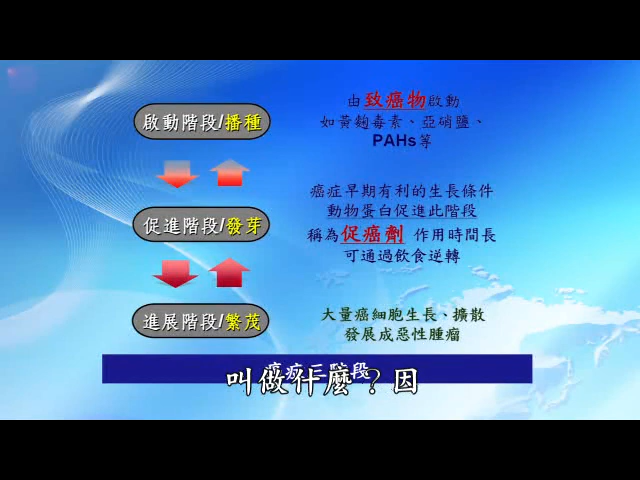 啟動階段/播種
由致癌物啟動
如黃麴毒素、亞硝鹽、
PAHs等
癌症早期有利的生長條件
動物蛋白促進此階段
促進階段/發芽
稱為促癌劑 作用時間長
可通過飲食逆轉
進展階段/繁茂
大量癌細胞生長、擴散
發展成惡性腫瘤
癌症三階段
叫做什麼？因